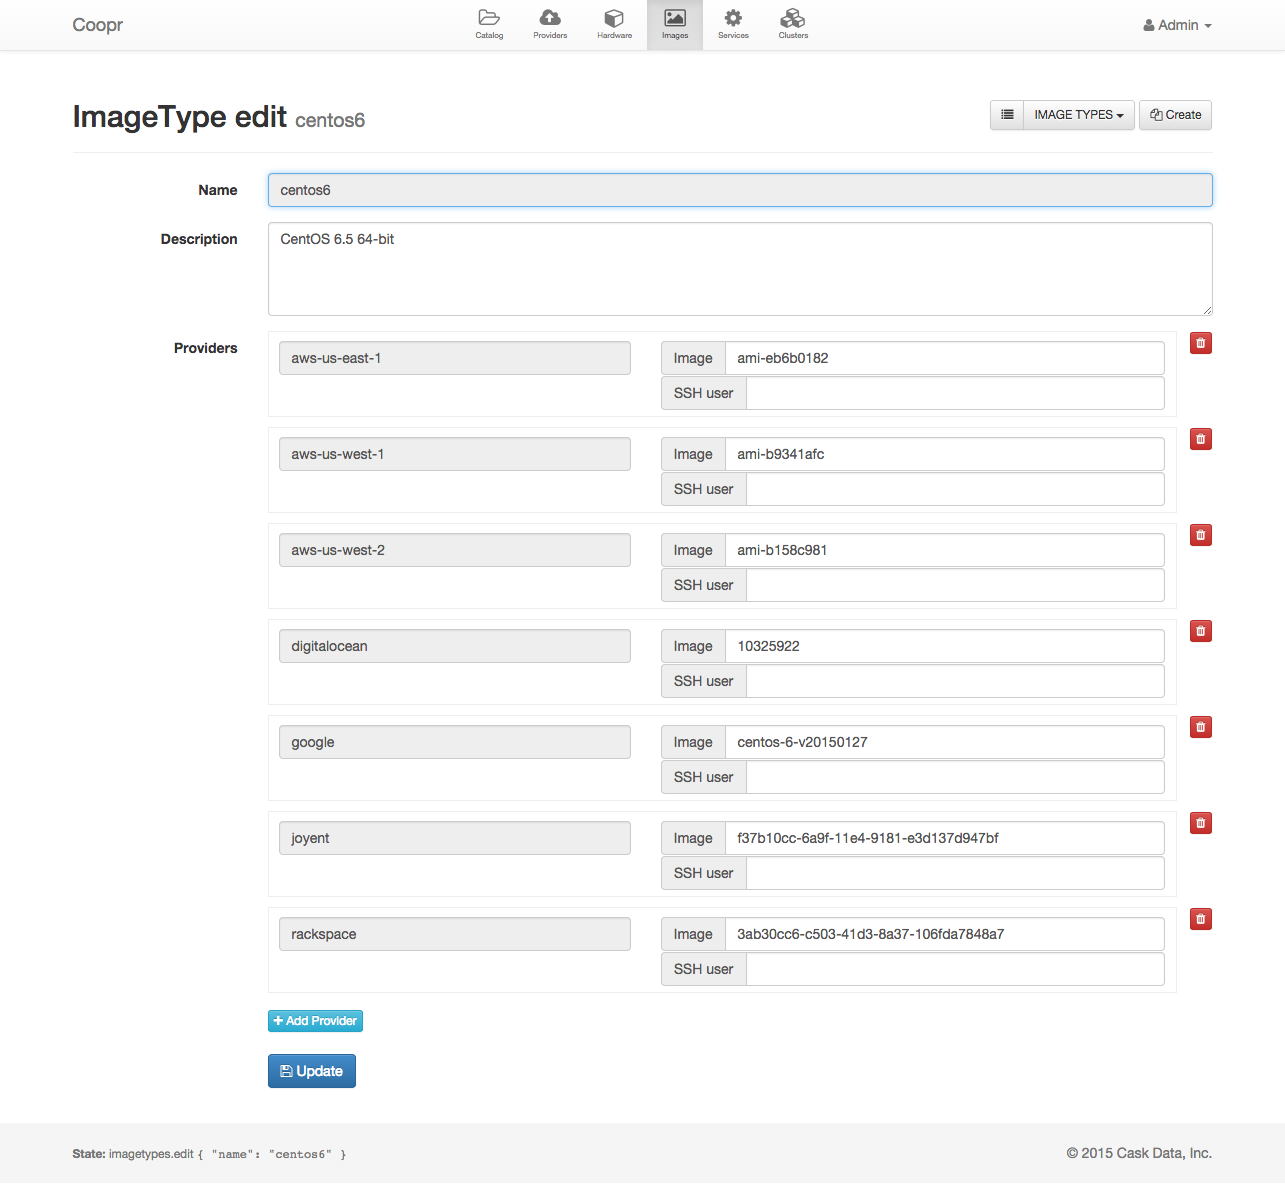 Coopr
Catalog
Providers
Hardware
Images
Services
Clusters
Admin
ImageType edit centos6
IMAGE TYPES
Create
Name
centos6
Description
CentOS 6.5 64-bit
Providers
aws-us-east-1
Image
ami-eb6b0182
SSH user
aws-us-west-1
Image
ami-b9341afc
SSH user
aws-us-west-2
Image
ami-b158c981
SSH user
digitalocean
Image
10325922
SSH user
google
Image
centos-6-v20150127
SSH user
joyent
Image
f37b10cc-6a9f-11e4-9181-e3d137d947bf
SSH user
rackspace
Image
3ab30cc6-c503-41d3-8a37-106fda7848a7
SSH user
+ Add Provider
Update
State: imagetypes.edit { "name": "centos6" }
© 2015 Cask Data, Inc.